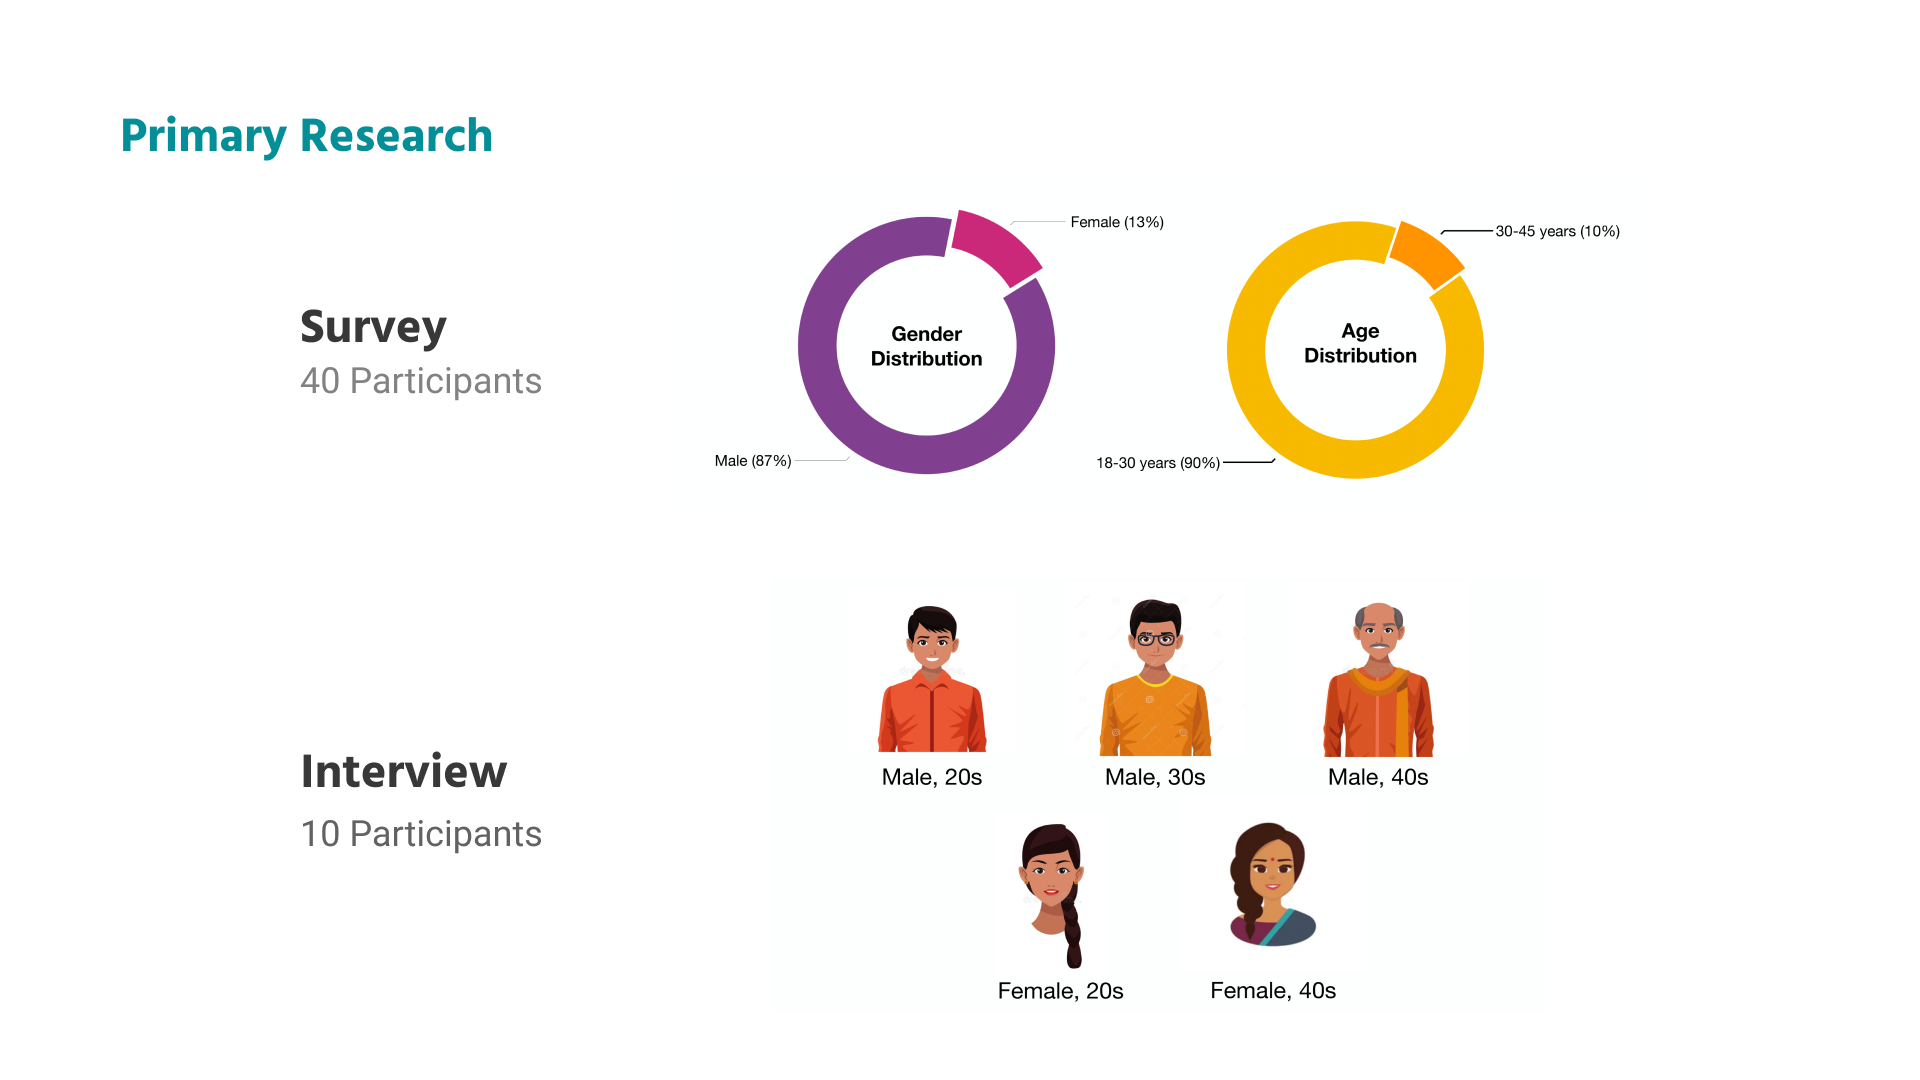 Primary Research
Survey
40 Participants
Female (13%)
Gender
Distribution
Male (87%)
30-45 years (10%)
Age
Distribution
18-30 years (90%)
Interview
10 Participants
Male, 20s
Male, 30s
Male, 40s
Female, 20s
Female, 40s